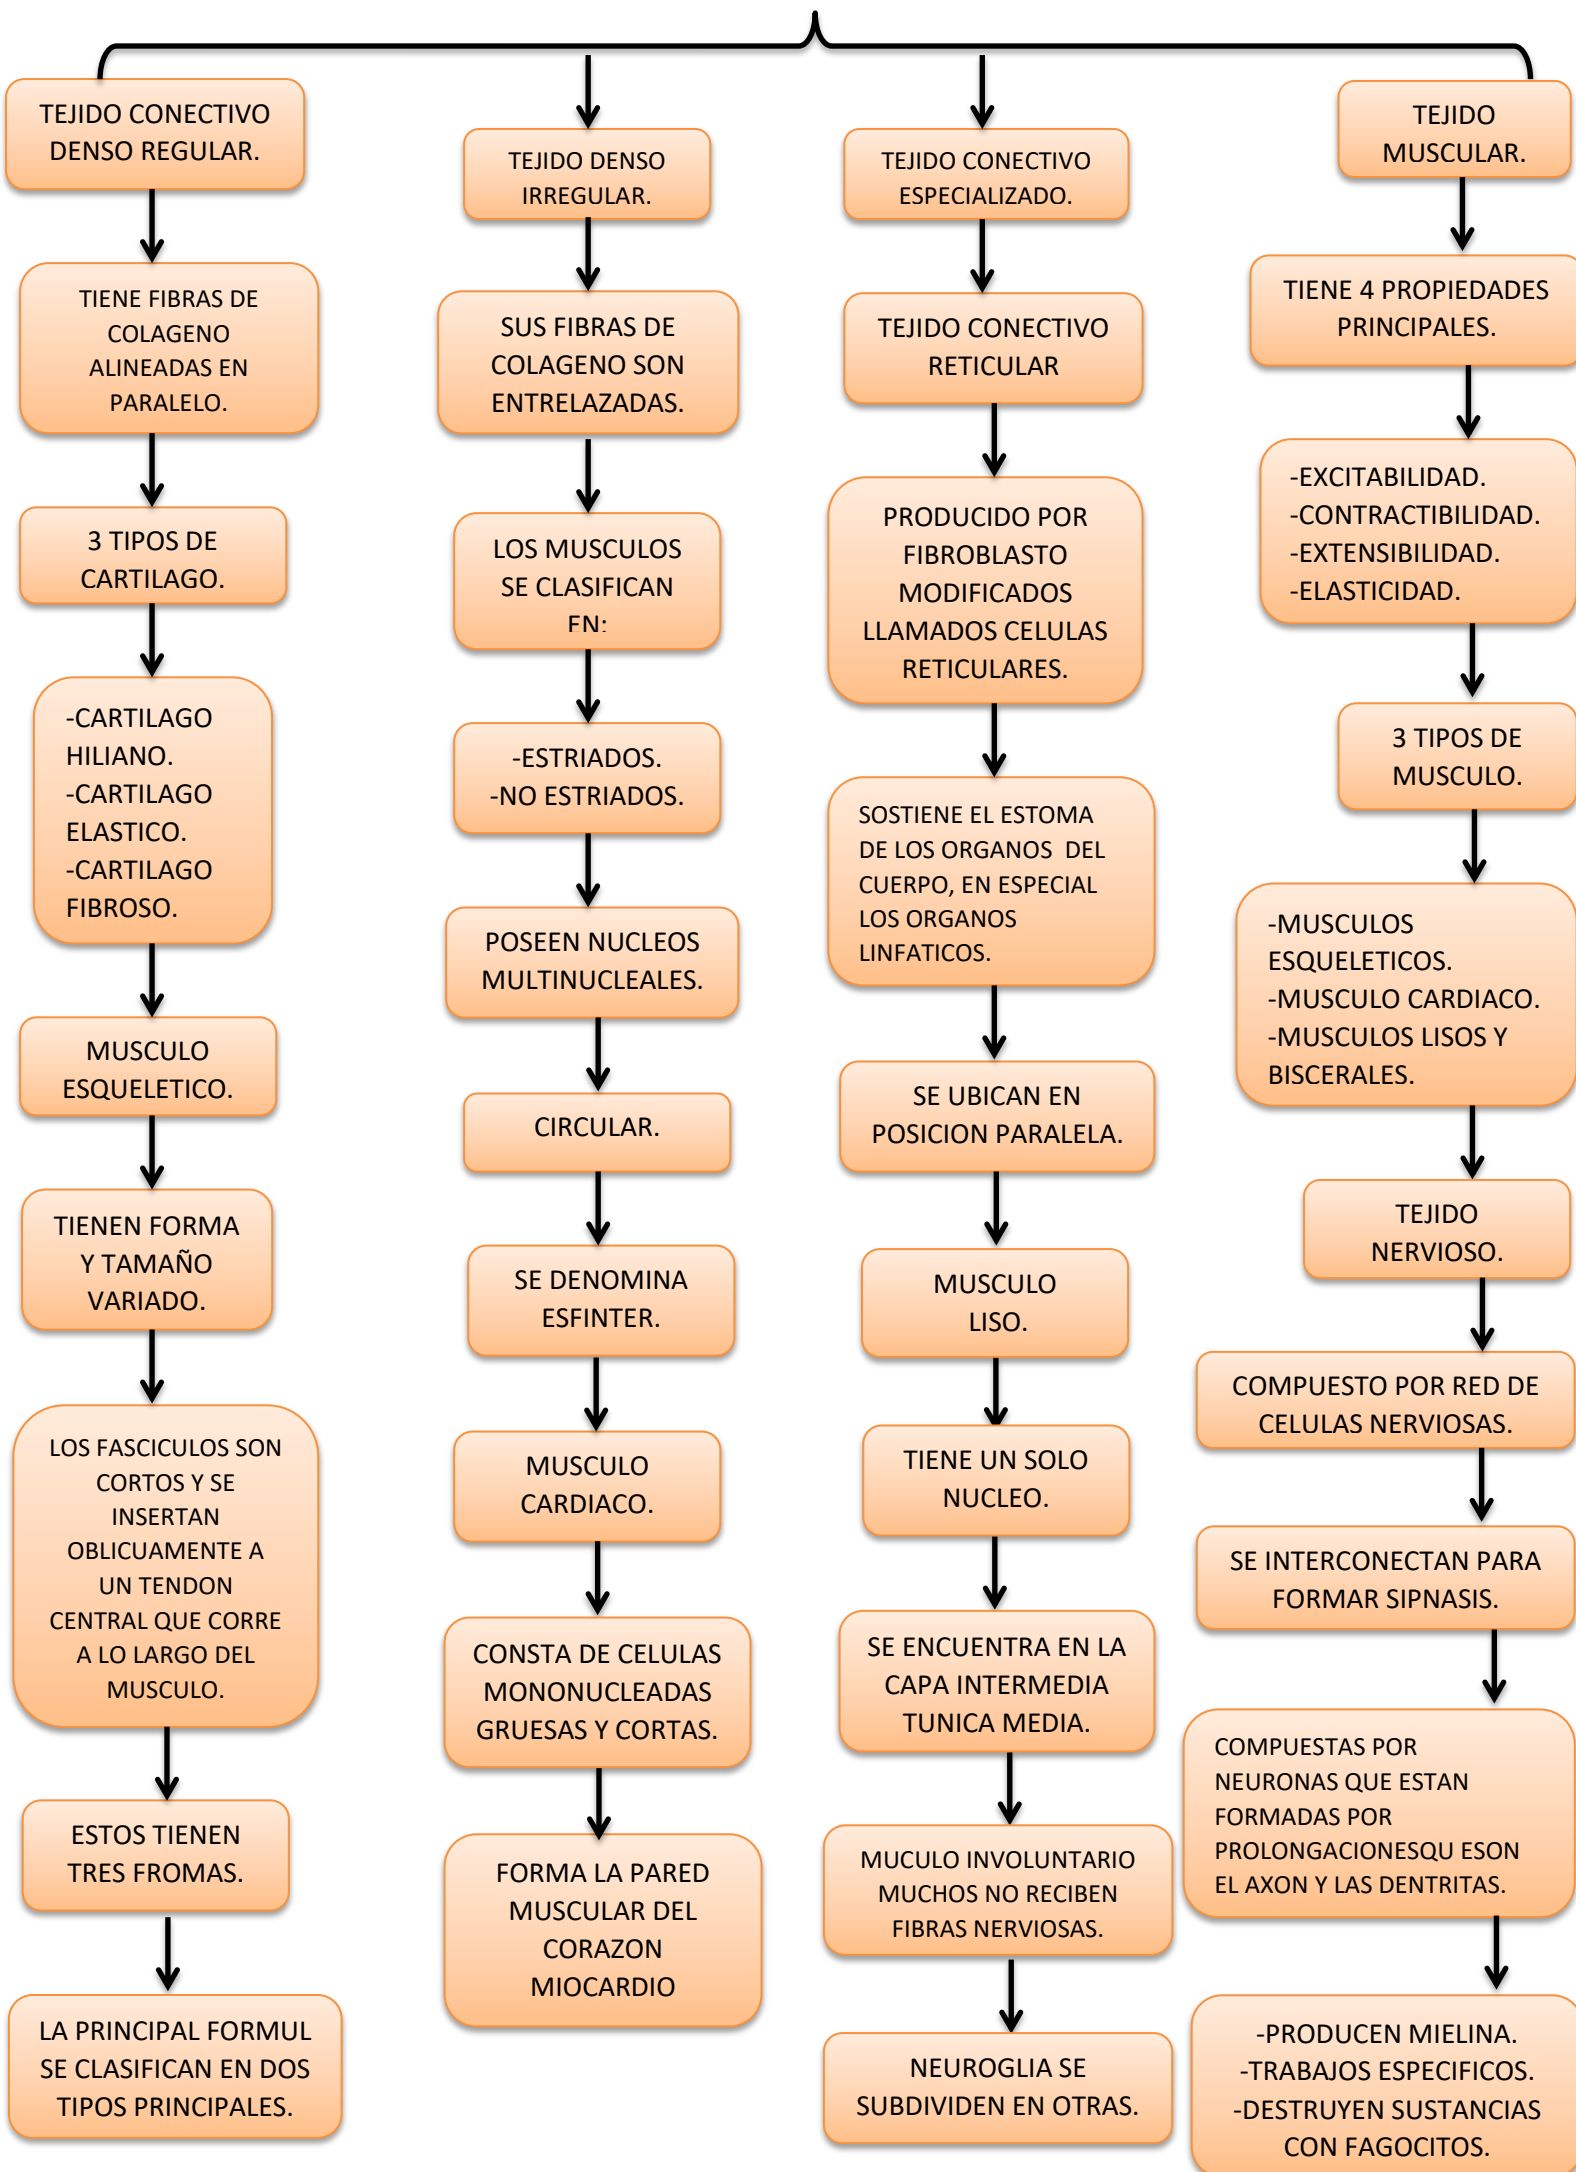 TEJIDO CONECTIVO
DENSO REGULAR.
TIENE FIBRAS DE
COLAGENO
ALINEADAS EN
PARALELO.
3 TIPOS DE
CARTILAGO.
-CARTILAGO
HILIANO.
-CARTILAGO
ELASTICO.
-CARTILAGO
FIBROSO.
MUSCULO
ESQUELETICO.
TIENEN FORMA
Y TAMAÑO
VARIADO.
LOS FASCICULOS SON
CORTOS Y SE
INSERTAN
OBLICUAMENTE A
UN TENDON
CENTRAL QUE CORRE
A LO LARGO DEL
MUSCULO.
ESTOS TIENEN
TRES FROMAS.
LA PRINCIPAL FORMUL
SE CLASIFICAN EN DOS
TIPOS PRINCIPALES.
TEJIDO DENSO
IRREGULAR.
SUS FIBRAS DE
COLAGENO SON
ENTRELAZADAS.
LOS MUSCULOS
SE CLASIFICAN
EN:
-ESTRIADOS.
-NO ESTRIADOS.
POSEEN NUCLEOS
MULTINUCLEALES.
CIRCULAR.
SE DENOMINA
ESFINTER.
MUSCULO
CARDIACO.
CONSTA DE CELULAS
MONONUCLEADAS
GRUESAS Y CORTAS.
FORMA LA PARED
MUSCULAR DEL
CORAZON
MIOCARDIO
TEJIDO CONECTIVO
ESPECIALIZADO.
TEJIDO CONECTIVO
RETICULAR
PRODUCIDO POR
FIBROBLASTO
MODIFICADOS
LLAMADOS CELULAS
RETICULARES.
SOSTIENE EL ESTOMA
DE LOS ORGANOS DEL
CUERPO, EN ESPECIAL
LOS ORGANOS
LINFATICOS.
SE UBICAN EN
POSICION PARALELA.
MUSCULO
LISO.
TIENE UN SOLO
NUCLEO.
SE ENCUENTRA EN LA
CAPA INTERMEDIA
TUNICA MEDIA.
MUCULO INVOLUNTARIO
MUCHOS NO RECIBEN
FIBRAS NERVIOSAS.
NEUROGLIA SE
SUBDIVIDEN EN OTRAS.
TEJIDO
MUSCULAR.
TIENE 4 PROPIEDADES
PRINCIPALES.
-EXCITABILIDAD.
-CONTRACTIBILIDAD.
-EXTENSIBILIDAD.
-ELASTICIDAD.
3 TIPOS DE
MUSCULO.
-MUSCULOS
ESQUELETICOS.
-MUSCULO CARDIACO.
-MUSCULOS LISOS Y
BISCERALES.
TEJIDO
NERVIOSO.
COMPUESTO POR RED DE
CELULAS NERVIOSAS.
SE INTERCONECTAN PARA
FORMAR SIPNASIS.
COMPUESTAS POR
NEURONAS QUE ESTAN
FORMADAS POR
PROLONGACIONESQU ESON
EL AXON Y LAS DENTRITAS.
-PRODUCEN MIELINA.
-TRABAJOS ESPECIFICOS.
-DESTRUYEN SUSTANCIAS
CON FAGOCITOS.